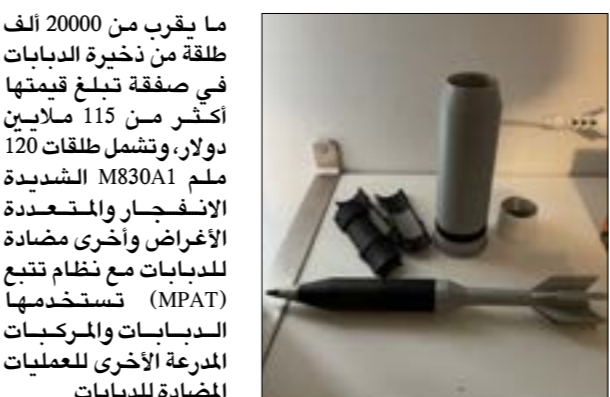 ما يقرب من 20000 ألف
طلقة من ذخيرة الدبابات
في صفقة تبلغ قيمتها
أكثر من 115 ملايين
دولار، وتشمل طلقات 120
ملم M830A1 الشديدة
الانفجار والمتعددة
الأغراض وأخرى مضادة
للدبابات مع نظام تتبع
(MPAT) تستخدمها
الدبابات والمركبات
المدرعة الأخرى للعمليات
المضادة للدبابات